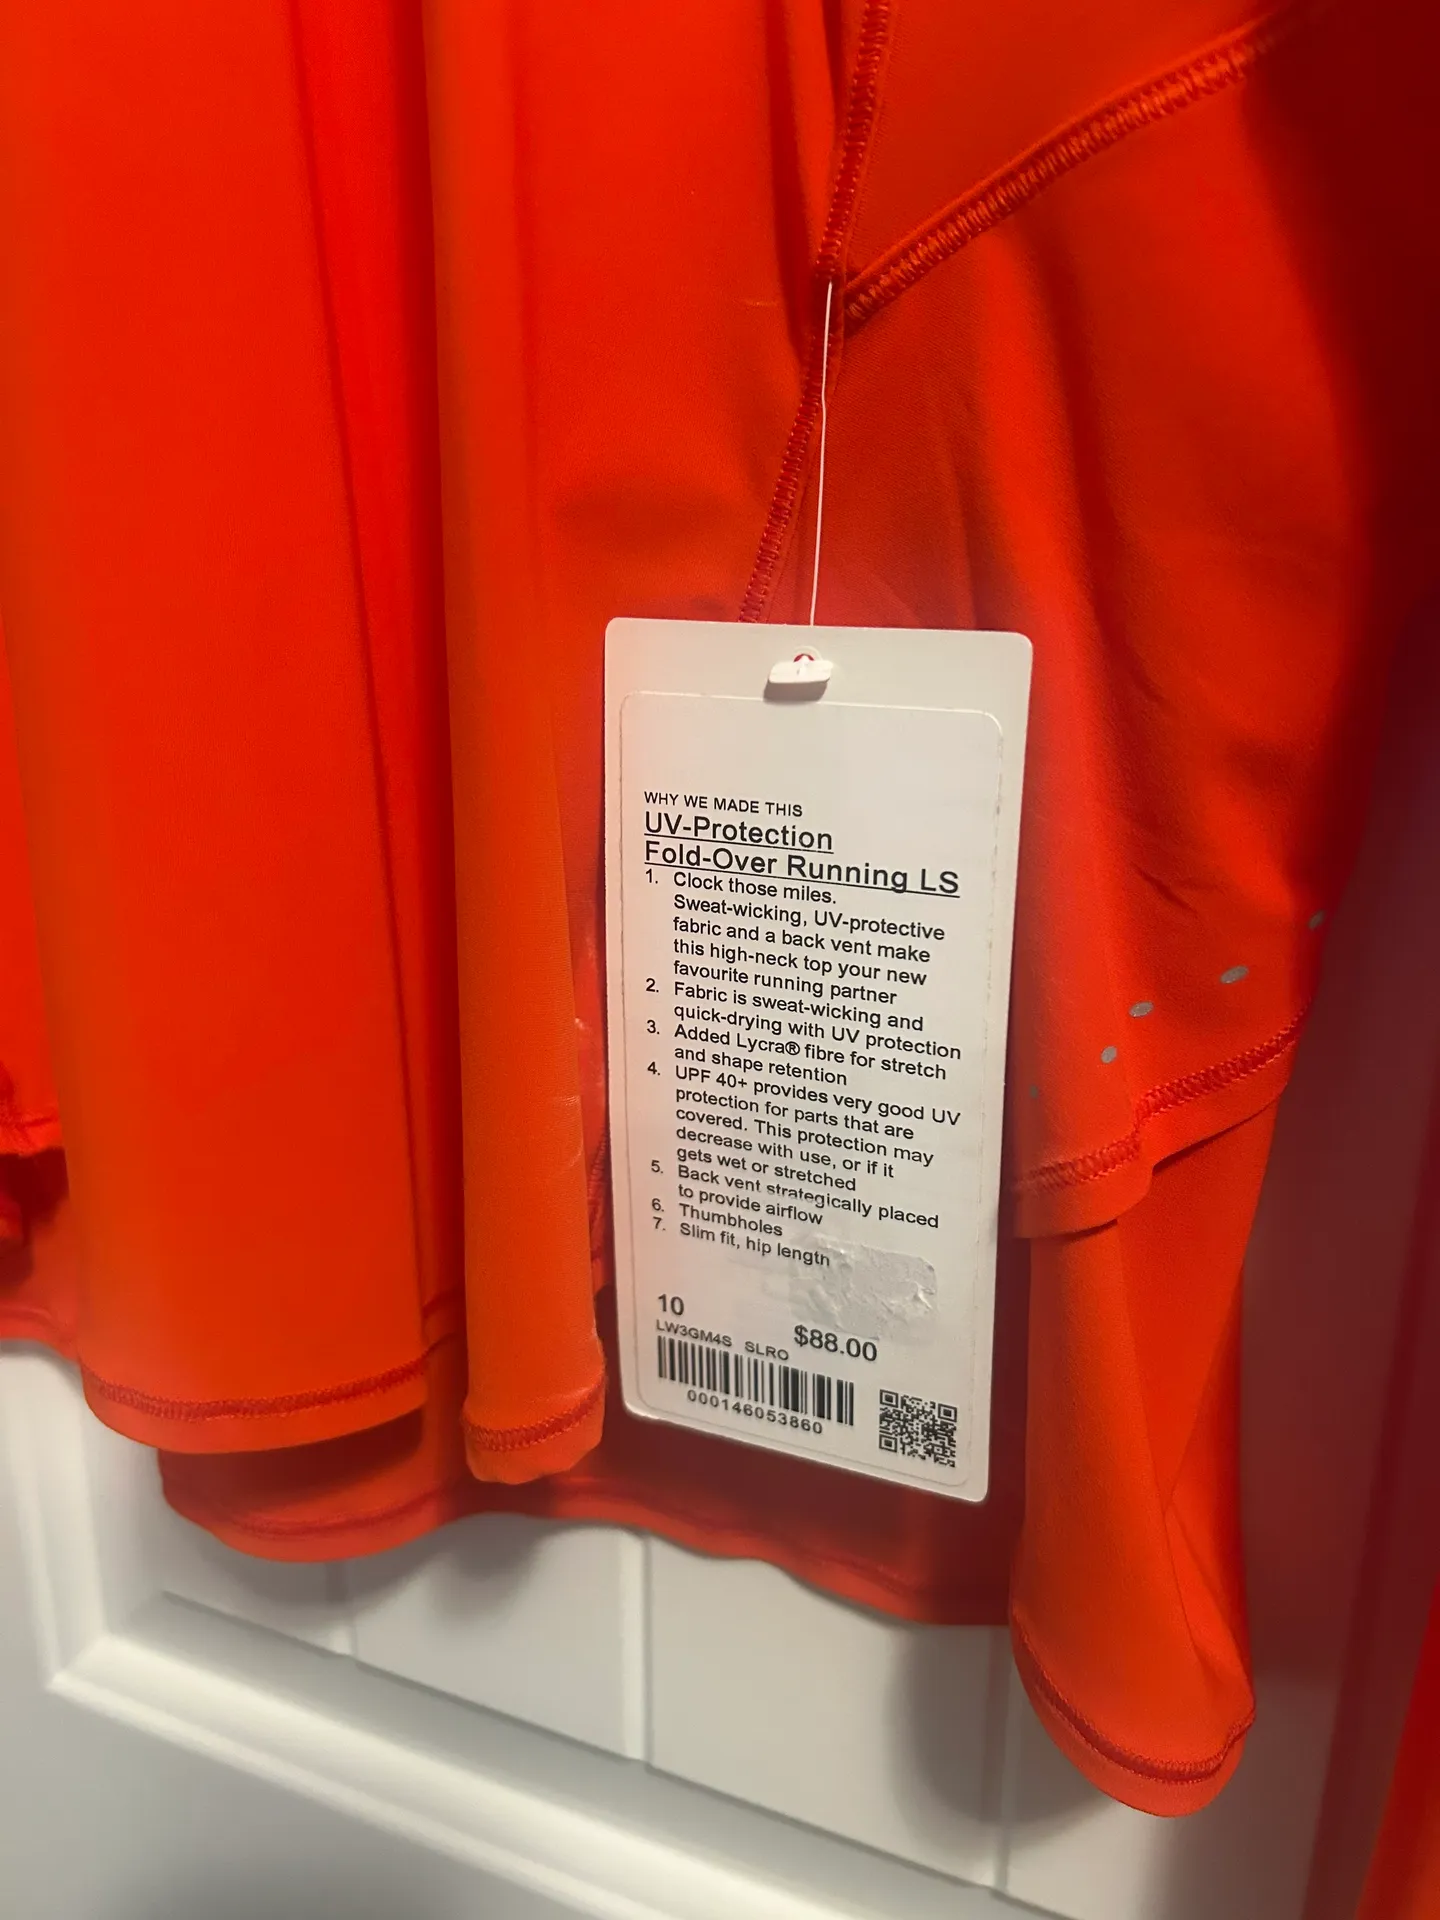 WHY WE MADE THIS
UV-Protection
Fold-Over Running LS
1. Clock those miles.
Sweat-wicking, UV-protective
fabric and a back vent make
this high-neck top your new
favourite running partner
2. Fabric is sweat-wicking and
quick-drying with UV protection
3. Added Lycra® fibre for stretch
and shape retention
4. UPF 40+ provides very good UV
protection for parts that are
covered. This protection may
decrease with use, or if it
gets wet or stretched
5. Back vent strategically placed
to provide airflow
6. Thumbholes
7. Slim fit, hip length
10
$88.00
LW3GM4S SLRO
000146053860